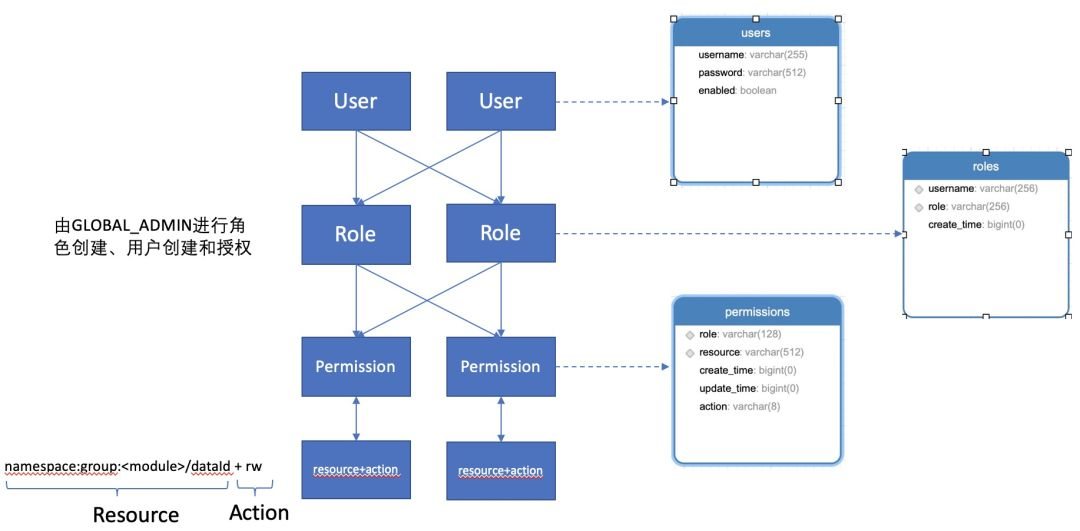 users
username: varchar(255)
password: varchar(512)
enabled: boolean
User
User
roles
username: varchar(256)
role: varchar(256)
create_time: bigint(0)
由GLOBAL_ADMIN进行角
色创建、用户创建和授权
Role
Role
permissions
role: varchar(128)
resource: varchar(512)
create_time: bigint(0)
update_time: bigint(0)
action: varchar(8)
Permission
Permission
namespace:group:<module>/dataId + rw
resource+action
resource+action
Resource
Action